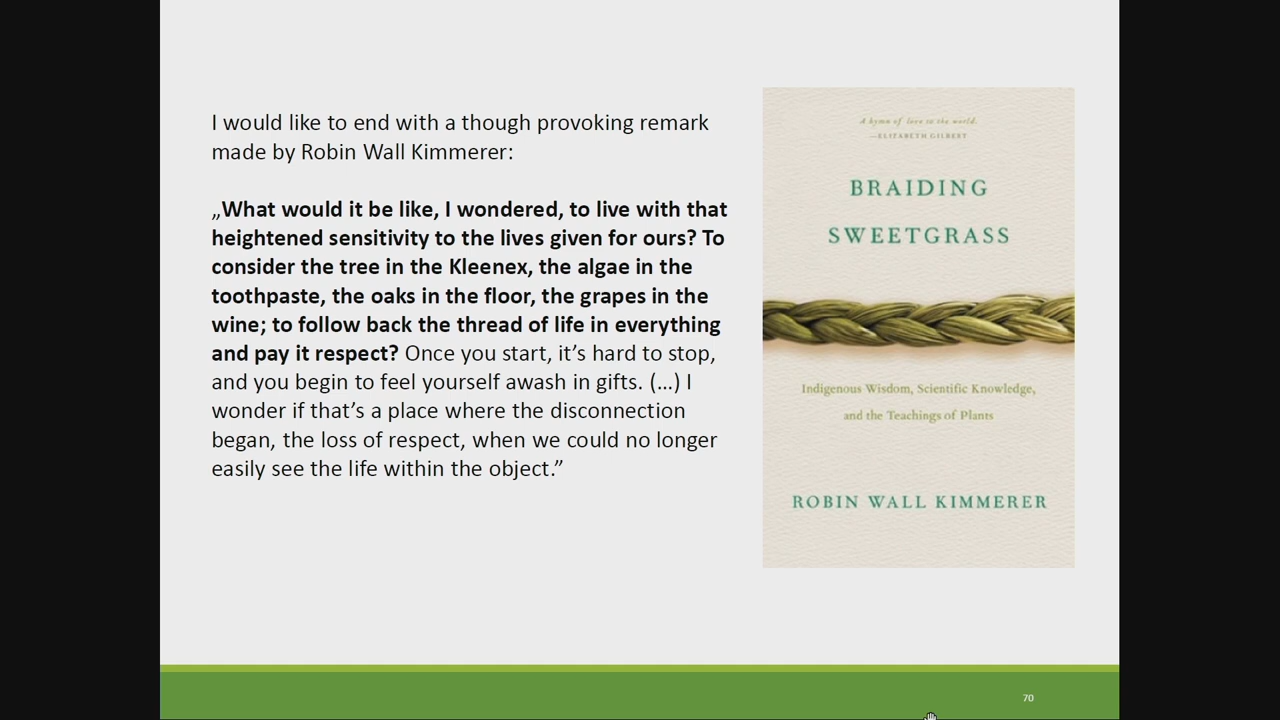 I would like to end with a though provoking remark
made by Robin Wall Kimmerer:
„What would it be like, I wondered, to live with that
heightened sensitivity to the lives given for ours? To
consider the tree in the Kleenex, the algae in the
toothpaste, the oaks in the floor, the grapes in the
wine; to follow back the thread of life in everything
and pay it respect? Once you start, it’s hard to stop,
and you begin to feel yourself awash in gifts. (…) I
wonder if that’s a place where the disconnection
began, the loss of respect, when we could no longer
easily see the life within the object.”
A hymn of love to the world.
—ELIZABETH GILBERT
BRAIDING
SWEETGRASS
Indigenous Wisdom, Scientific Knowledge,
and the Teachings of Plants
ROBIN WALL KIMMERER
70